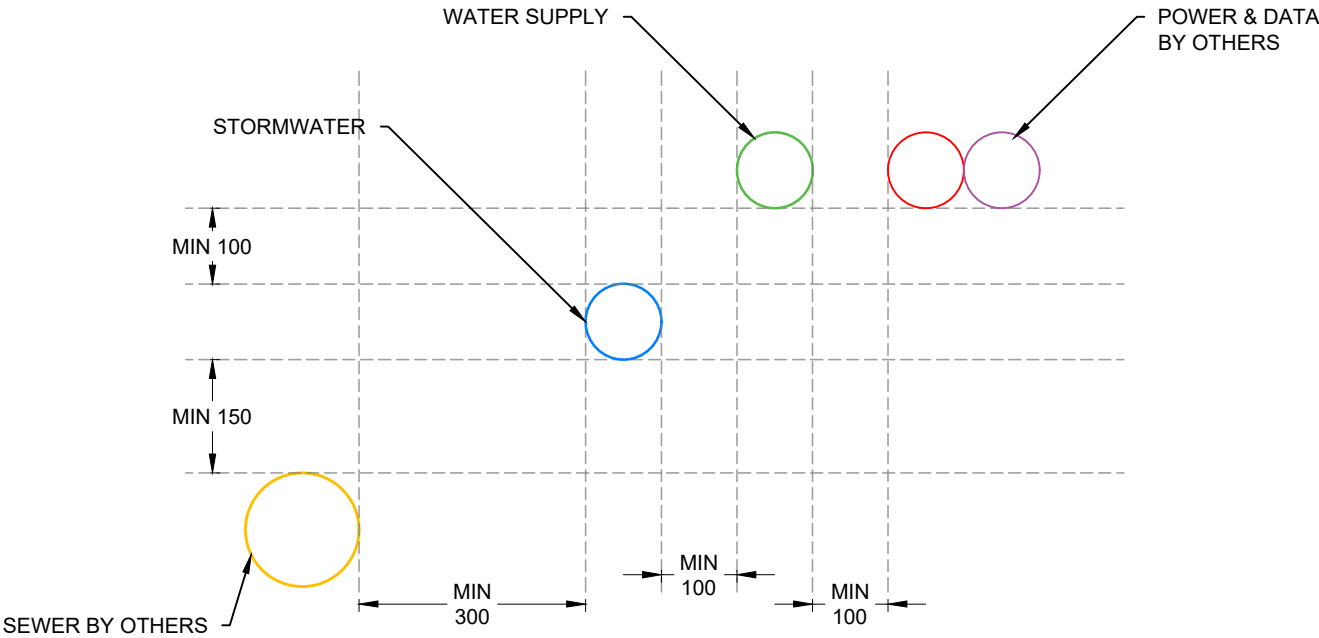 WATER SUPPLY
POWER & DATA
BY OTHERS
STORMWATER
MIN 100
MIN 150
MIN
100
MIN
300
MIN
100
SEWER BY OTHERS